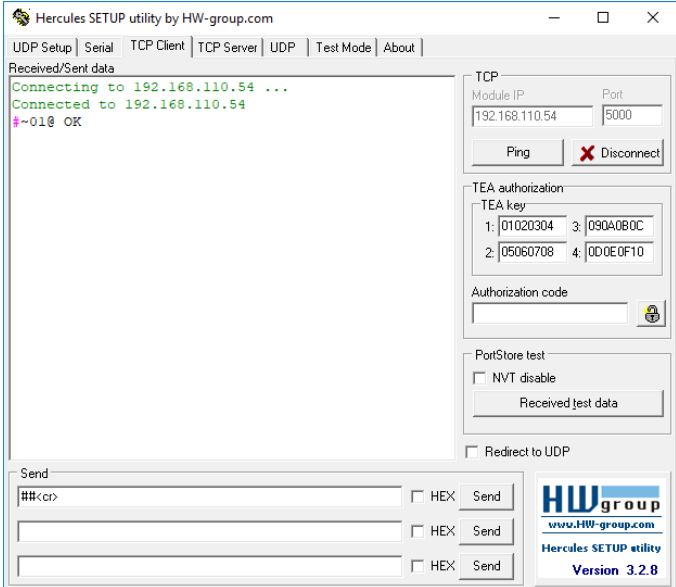 Hercules SETUP utility by HW-group.com
UDP Setup Serial TCP Client TCP Server UDP Test Mode About
Received/Sent data
Connecting to 192.168.110.54 ...
Connected to 192.168.110.54
#~01@ OK
TCP
Module IP Port
192.168.110.54 5000
Ping Disconnect
TEA authorization
TEA key
1: 01020304 3: 090A0B0C
2: 05060708 4: 0D0E0F10
Authorization code
PortStore test
NVT disable
Received test data
Redirect to UDP
Send
##<cr> HEX Send
HEX Send
HEX Send
HWgroup
www.HW-group.com
Hercules SETUP utility
Version 3.2.8